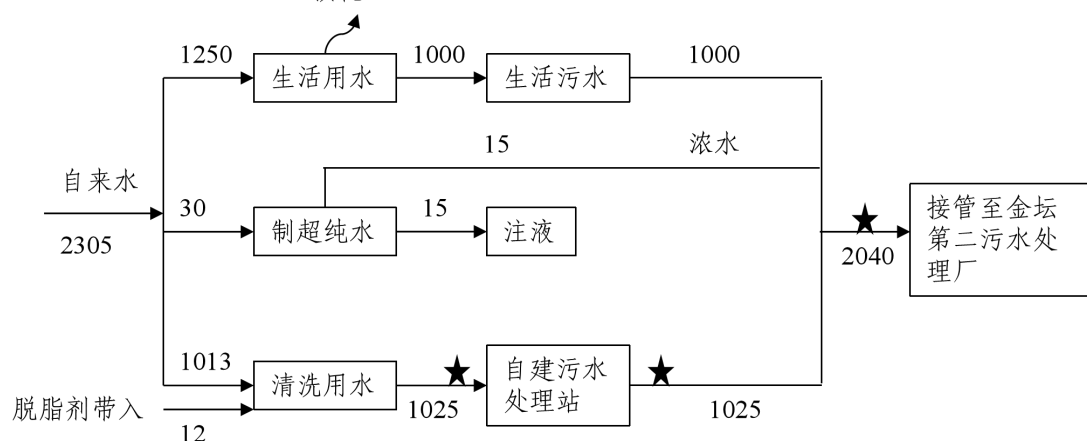 1250
生活用水
1000
生活污水
1000
15
浓水
自来水
2305
30
制超纯水
15
注液
2040
接管至金坛
第二污水处
理厂
1013
清洗用水
1025
自建污水
处理站
1025
脱脂剂带入
12